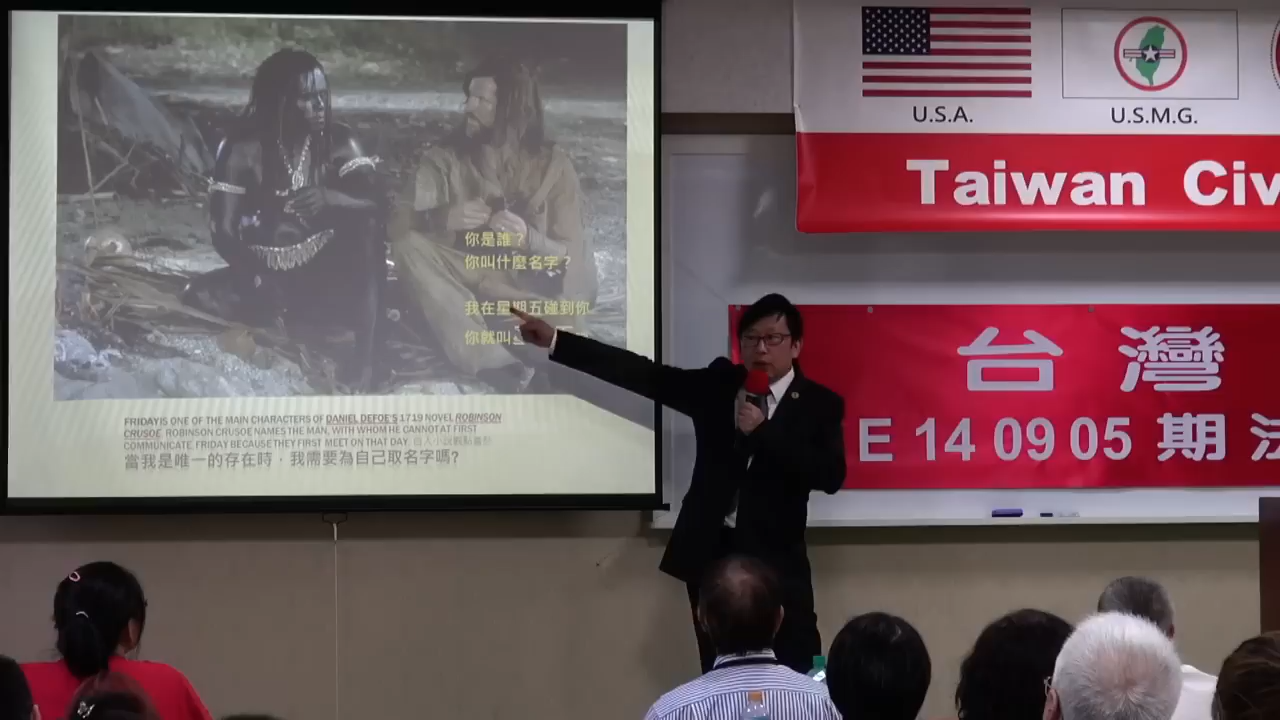 你是誰？
你叫什麼名字？
我在星期五碰到你
你就叫
FRIDAY IS ONE OF THE MAIN CHARACTERS OF DANIEL DEFOE'S 1719 NOVEL ROBINSON
CRUSOE. ROBINSON CRUSOE NAMES THE MAN, WITH WHOM HE CANNOT AT FIRST
COMMUNICATE, FRIDAY BECAUSE THEY FIRST MEET ON THAT DAY.
當我是唯一的存在時，我需要為自己取名字嗎?
U.S.A.
U.S.M.G.
Taiwan Civ
台灣
E 14 09 05 期